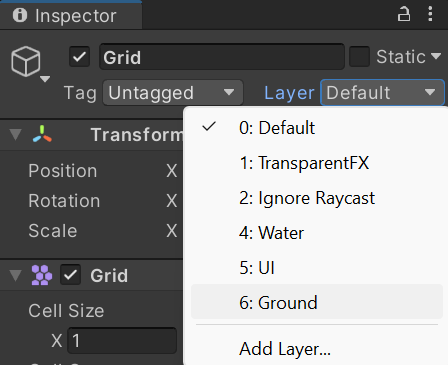 Inspector
Grid Static
Tag Untagged Layer Default
Transform
Position X
Rotation X
Scale X
Grid
Cell Size
X 1
0: Default
1: TransparentFX
2: Ignore Raycast
4: Water
5: UI
6: Ground
Add Layer...